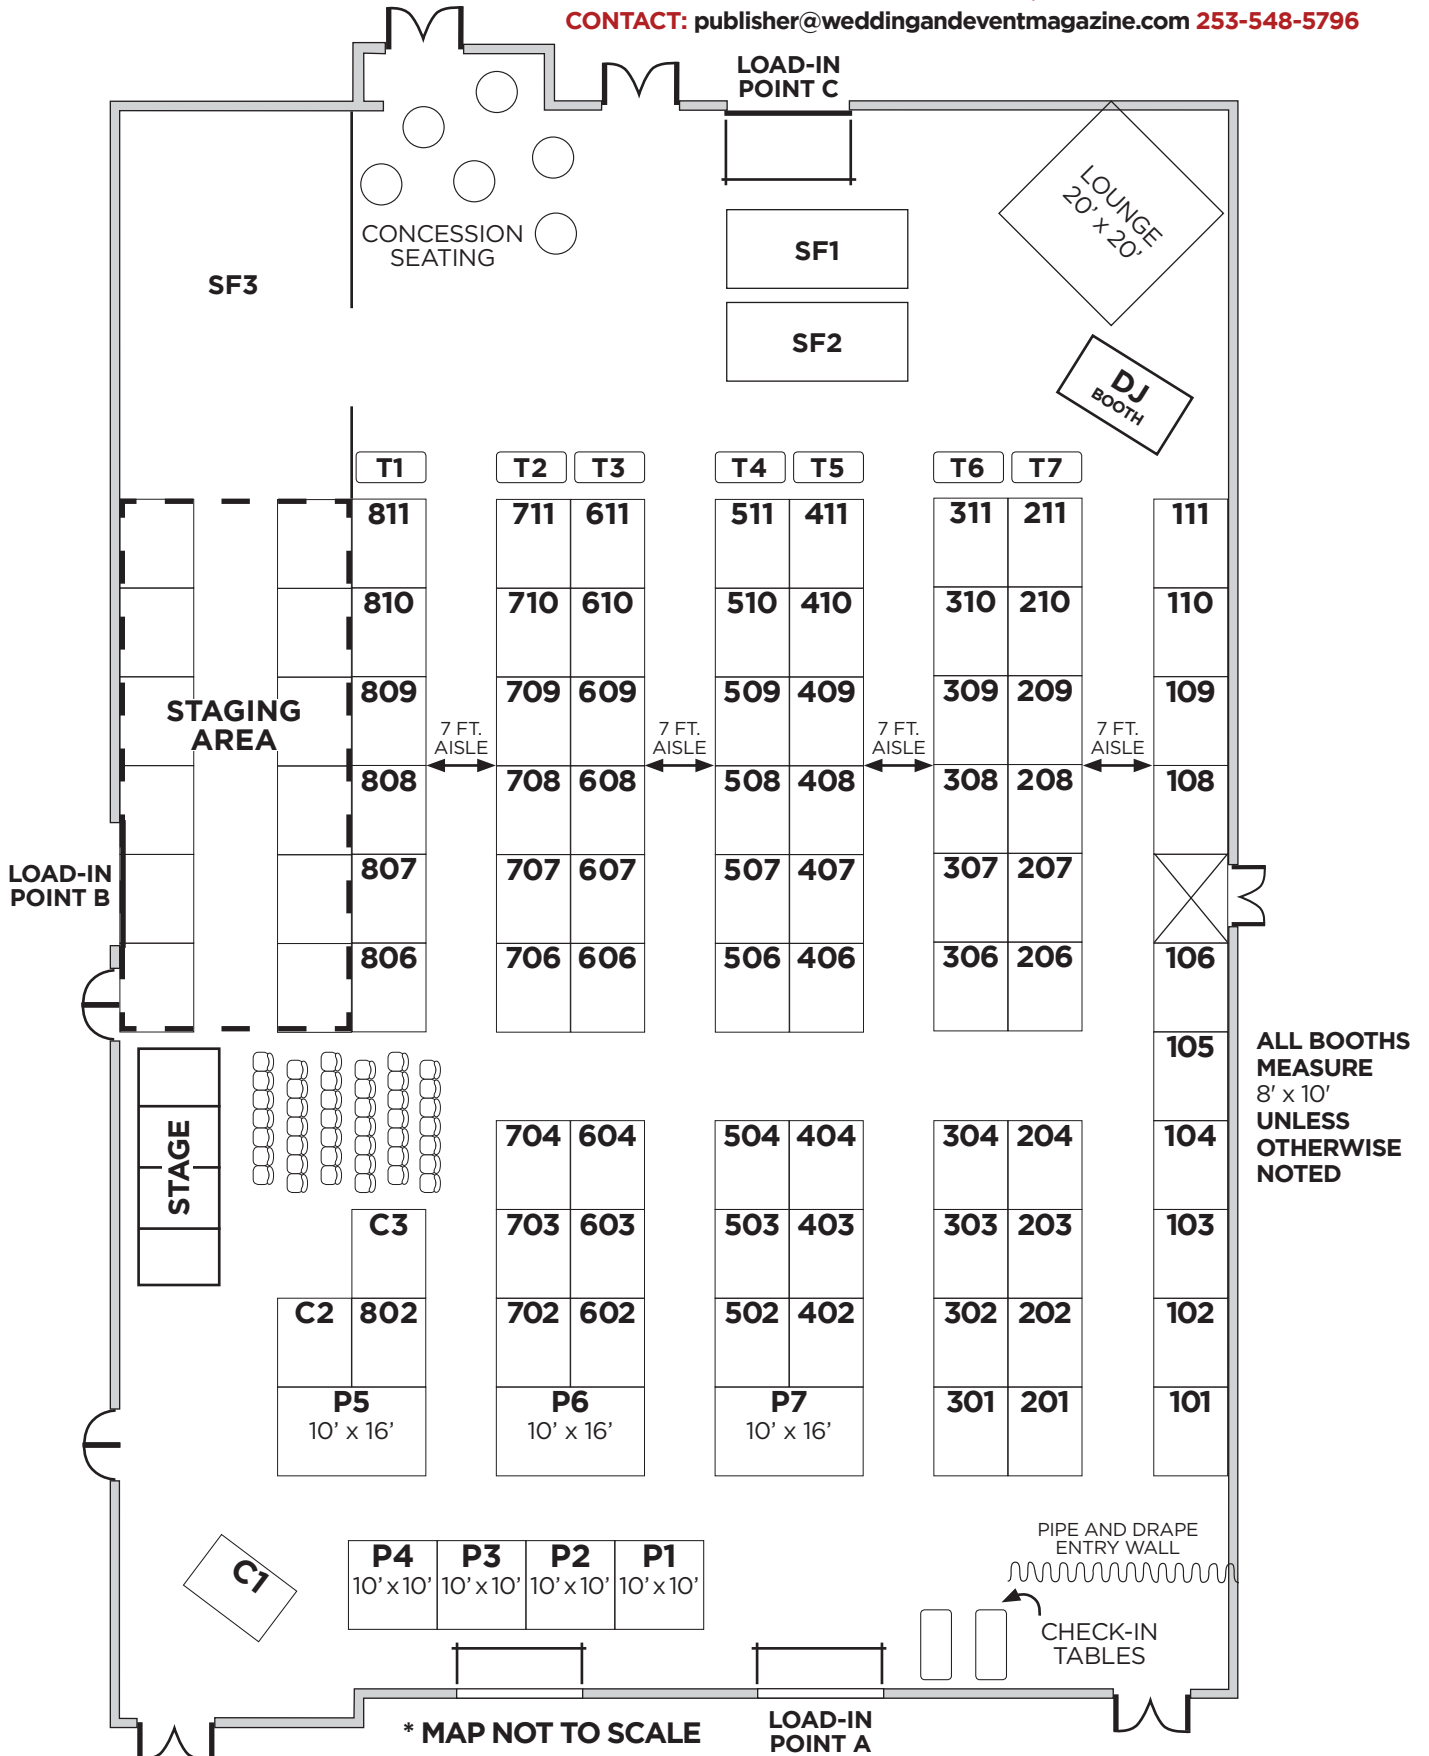 CONTACT: publisher@weddingandeventmagazine.com 253-548-5796
LOAD-IN
POINT C
LOUNGE
20' x 20'
CONCESSION
SEATING
SF1
SF3
SF2
DJ
BOOTH
T1 T2 T3 T4 T5 T6 T7
811 711 611 511 411 311 211 111
810 710 610 510 410 310 210 110
809 709 609 509 409 309 209 109
STAGING
AREA
7 FT. 7 FT. 7 FT. 7 FT.
AISLE AISLE AISLE AISLE
808 708 608 508 408 308 208 108
LOAD-IN
POINT B
807 707 607 507 407 307 207
806 706 606 506 406 306 206 106
105
ALL BOOTHS
MEASURE
8' x 10'
UNLESS
OTHERWISE
NOTED
STAGE
704 604 504 404 304 204 104
C3 703 603 503 403 303 203 103
C2 802 702 602 502 402 302 202 102
P5 P6 P7 301 201 101
10' x 16' 10' x 16' 10' x 16'
PIPE AND DRAPE
ENTRY WALL
C1
P4 P3 P2 P1
10' x 10' 10' x 10' 10' x 10' 10' x 10'
CHECK-IN
TABLES
* MAP NOT TO SCALE
LOAD-IN
POINT A